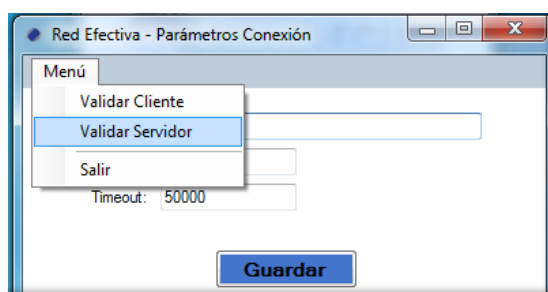 Red Efectiva - Parámetros Conexión
Menú
Validar Cliente
Validar Servidor
Salir
Timeout: 50000
Guardar